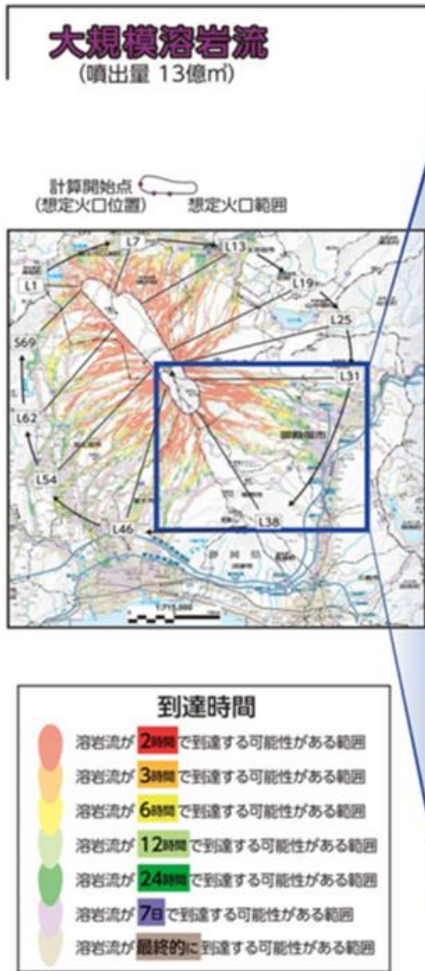 大規模溶岩流
(噴出量 13億㎥)
計算開始点
(想定火口位置)
想定火口範囲
L7
L13
L1
L19
L25
S69
L31
L62
御殿場市
L54
L46
L38
静岡県
1:715,000
到達時間
溶岩流が 2時間で到達する可能性がある範囲
溶岩流が 3時間で到達する可能性がある範囲
溶岩流が 6時間で到達する可能性がある範囲
溶岩流が 12時間で到達する可能性がある範囲
溶岩流が 24時間で到達する可能性がある範囲
溶岩流が 7日で到達する可能性がある範囲
溶岩流が 最終的に到達する可能性がある範囲